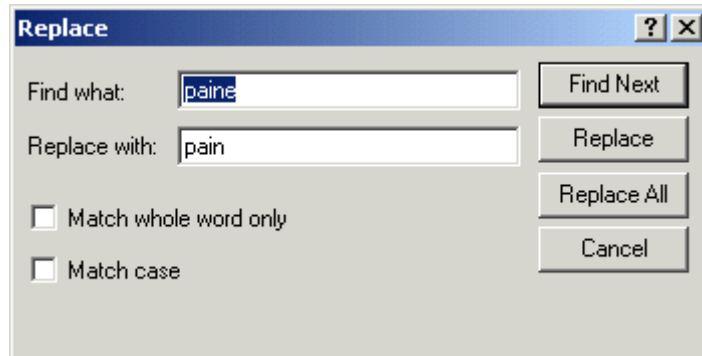 Replace
Find what: paine Find Next
Replace with: pain Replace
Replace All
Match whole word only
Cancel
Match case